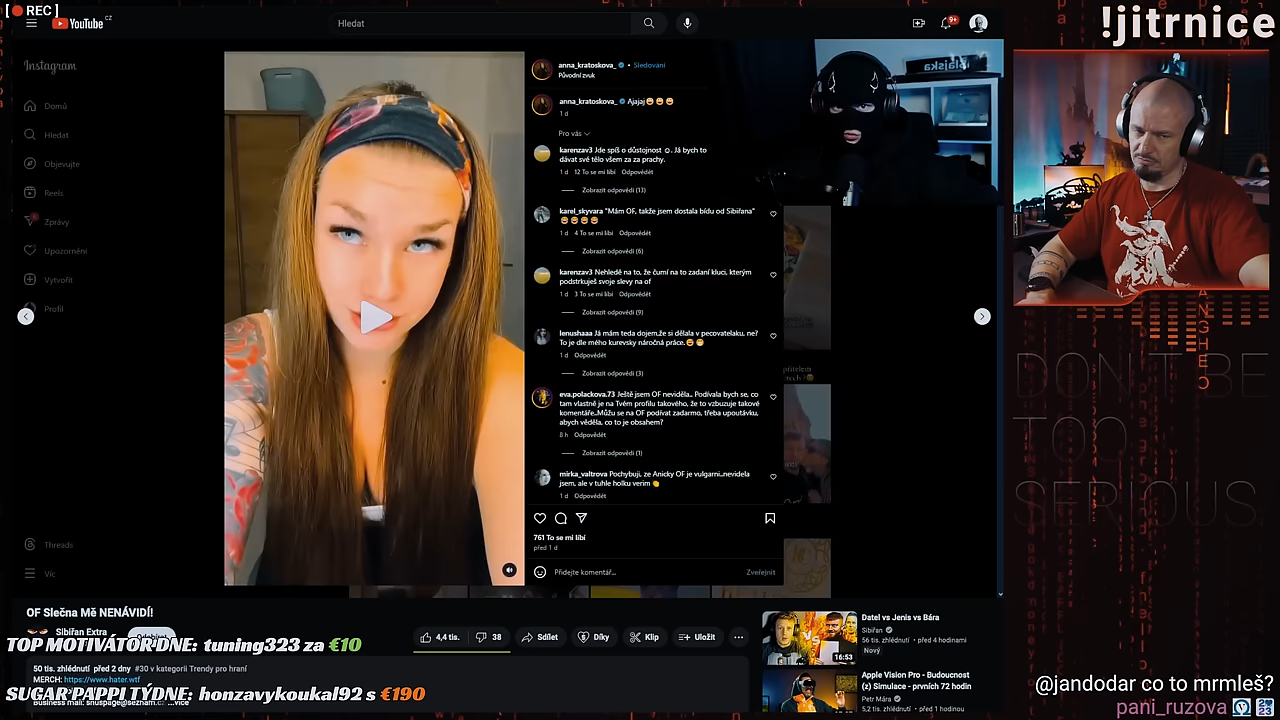 [ REC ]
YouTube CZ
Hledat
9+
!jitrnice
Instagram
Domů
Hledat
Objevujte
Reels
Zprávy
Upozornění
Vytvořit
Profil
Threads
Víc
anna_kratoskova_ • Sledování
Původní zvuk
anna_kratoskova_ Ajajaj😄😄😄
1 d
Pro vás
karenzav3 Jde spíš o důstojnost ☺. Já bych to
dávat své tělo všem za za prachy.
1 d 12 To se mi líbí Odpovědět
Zobrazit odpovědi (13)
karel_skyvara "Mám OF, takže jsem dostala bídu od Sibiřana"
😄😄😄😄
1 d 4 To se mi líbí Odpovědět
Zobrazit odpovědi (6)
karenzav3 Nehledě na to, že čumí na to zadaní kluci, kterým
podstrkuješ svoje slevy na of
1 d 3 To se mi líbí Odpovědět
Zobrazit odpovědi (9)
lenushaaa Já mám teda dojem,že si dělala v pecovatelaku, ne?
To je dle mého kurevsky náročná práce.😄😁
1 d Odpovědět
Zobrazit odpovědi (3)
eva.polackova.73 Ještě jsem OF neviděla.. Podívala bych se, co
tam vlastně je na Tvém profilu takového, že to vzbuzuje takové
komentáře..Můžu se na OF podívat zadarmo, třeba upoutávku,
abych věděla, co to je obsahem?
8 h Odpovědět
Zobrazit odpovědi (1)
mirka_valtrova Pochybuji, ze Anicky OF je vulgarni..nevidela
jsem, ale v tuhle holku verim 👏
1 d Odpovědět
761 To se mi líbí
před 1 d
Přidejte komentář...
Zveřejnit
OF Slečna Mě NENÁVIDÍ!
Sibiřan Extra
4,4 tis.
38
Sdílet
Díky
Klip
Uložit
TOP MOTIVÁTOR DNE: tuning323 za €10
50 tis. zhlédnutí před 2 dny #30 v kategorii Trendy pro hraní
MERCH: https://www.hater.wtf
SUGAR PAPPI TÝDNE: honzavykoukal92 s €190
Business mail: snuspage@seznam.cz ...více
Datel vs Jenis vs Bára
Sibiřan
56 tis. zhlédnutí • před 4 hodinami
Nový
16:53
Apple Vision Pro - Budoucnost
(z) Simulace - prvních 72 hodin
Petr Mára
5,2 tis. zhlédnutí • před 1 hodinou
DON'T BE
TOO
SERIOUS,
@jandodar co to mrmleš?
pani_ruzova